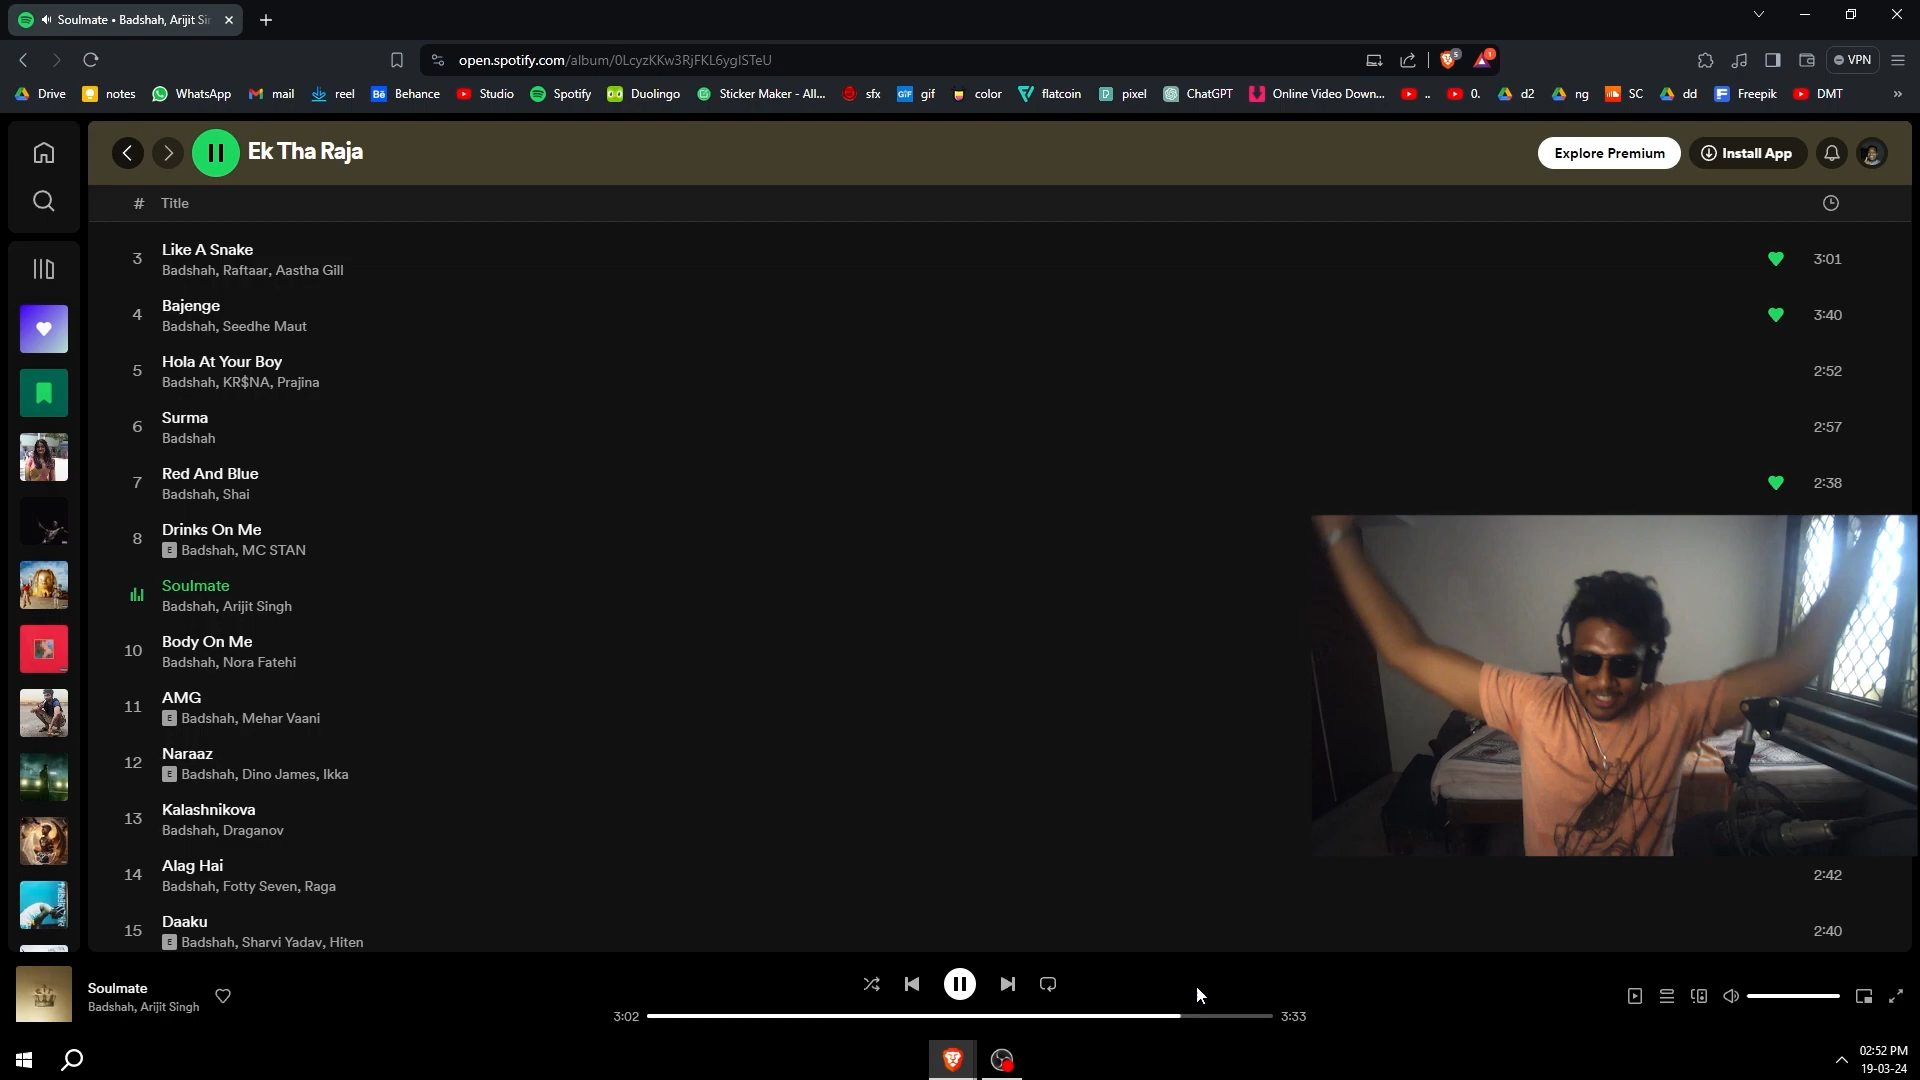 Soulmate • Badshah, Arijit Sin
open.spotify.com/album/0LcyzKKw3RjFKL6yglSTeU
5
1
VPN
Drive
notes
WhatsApp
mail
reel
Bē Behance
Studio
Spotify
Duolingo
Sticker Maker - All...
sfx
GIF gif
color
flatcoin
pixel
ChatGPT
Online Video Down...
..
0.
d2
ng
SC
dd
Freepik
DMT
»
Ek Tha Raja
Explore Premium
Install App
# Title
3 Like A Snake 3:01
Badshah, Raftaar, Aastha Gill
4 Bajenge 3:40
Badshah, Seedhe Maut
5 Hola At Your Boy 2:52
Badshah, KR$NA, Prajina
6 Surma 2:57
Badshah
7 Red And Blue 2:38
Badshah, Shai
8 Drinks On Me
E Badshah, MC STAN
Soulmate
Badshah, Arijit Singh
10 Body On Me
Badshah, Nora Fatehi
11 AMG
E Badshah, Mehar Vaani
12 Naraaz
E Badshah, Dino James, Ikka
13 Kalashnikova
Badshah, Draganov
14 Alag Hai 2:42
Badshah, Fotty Seven, Raga
15 Daaku 2:40
E Badshah, Sharvi Yadav, Hiten
Soulmate
Badshah, Arijit Singh
3:02
3:33
02:52 PM
19-03-24